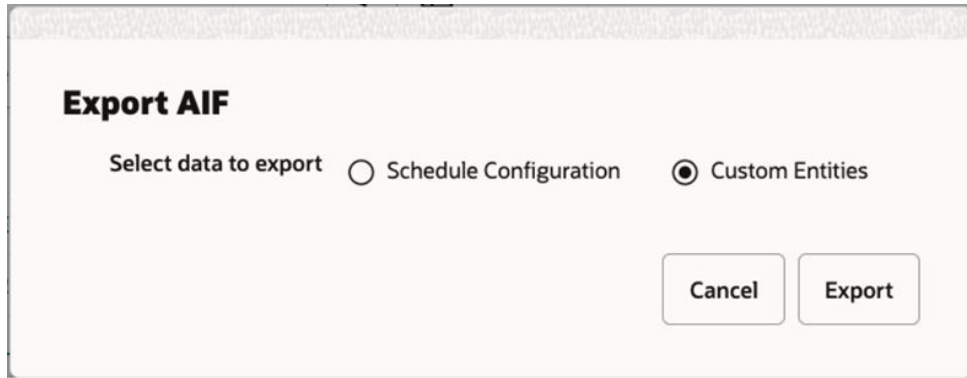 Export AIF
Select data to export Schedule Configuration Custom Entities
Cancel Export